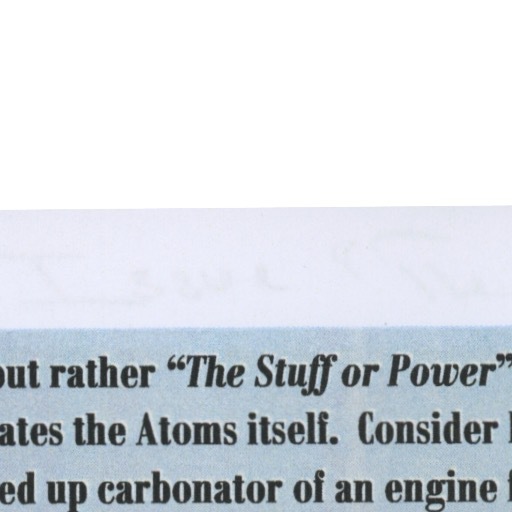 out rather “The Stuff or Power”
ates the Atoms itself. Consider
ed up carbonator of an engine